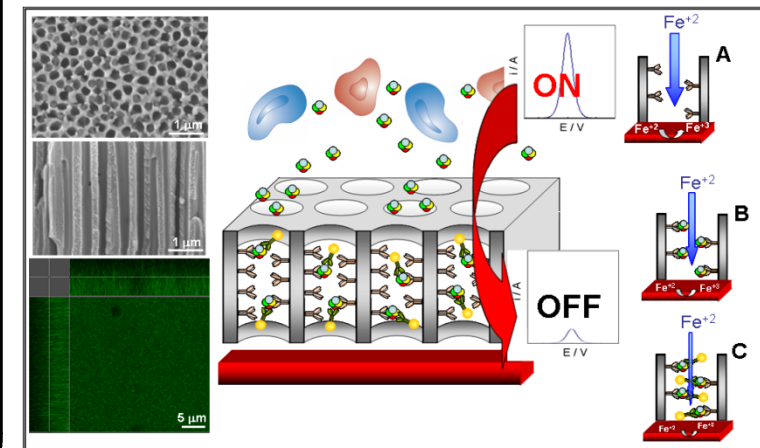 1 μm
1 μm
5 μm
i / A
ON
E / V
i / A
OFF
E / V
Fe+2
A
Fe+2
Fe+3
Fe+2
B
Fe+2
Fe+3
Fe+2
C
Fe+2
Fe+3